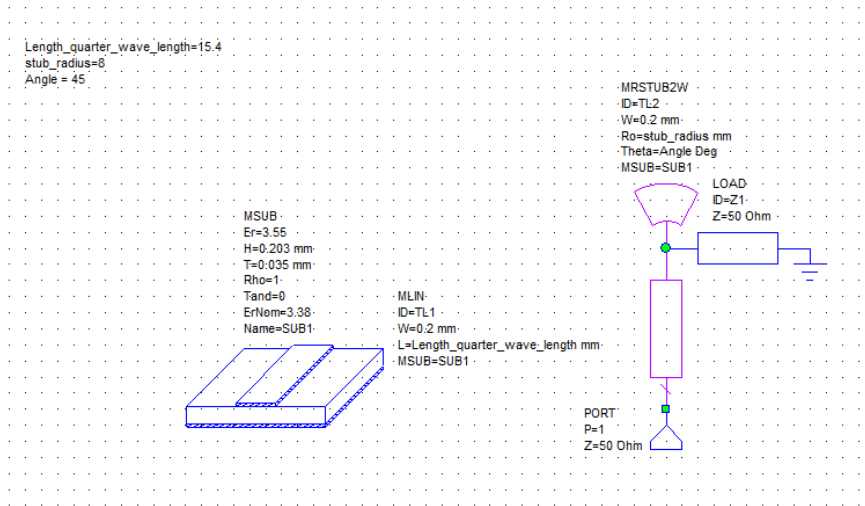 Length_quarter_wave_length=15.4
stub_radius=8
Angle = 45
MRSTUB2W
ID=TL2
W=0.2 mm
Ro=stub_radius mm
Theta=Angle Deg
MSUB=SUB1
LOAD
ID=Z1
Z=50 Ohm
MSUB
Er=3.55
H=0.203 mm
T=0.035 mm
Rho=1
Tand=0
ErNom=3.38
Name=SUB1
MLIN
ID=TL1
W=0.2 mm
L=Length_quarter_wave_length mm
MSUB=SUB1
PORT
P=1
Z=50 Ohm